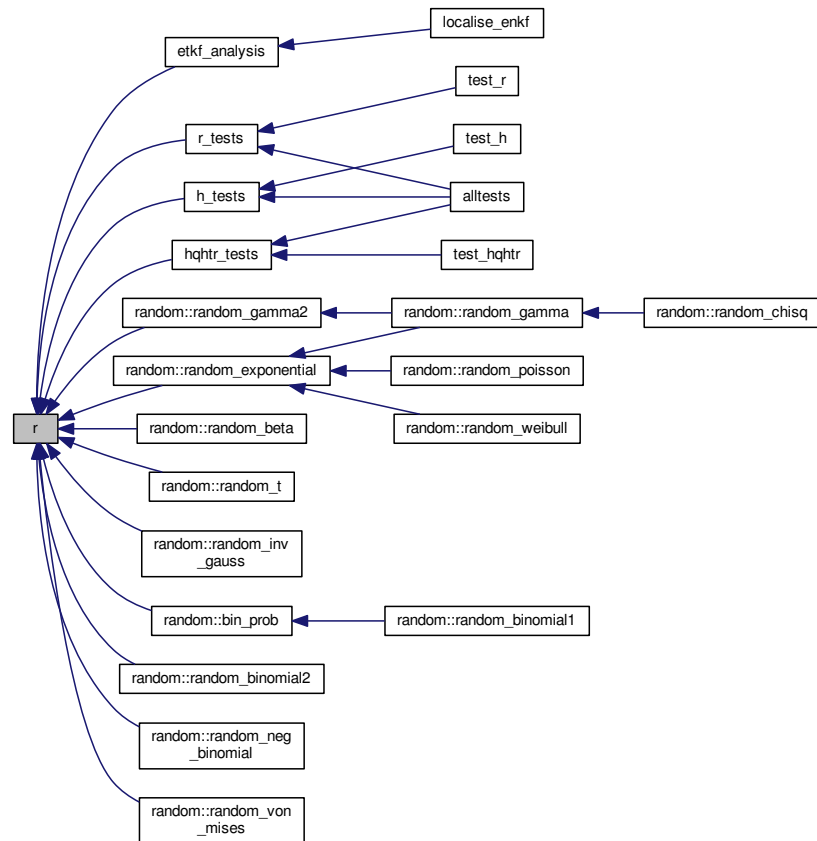 localise_enkf
etkf_analysis
test_r
r_tests
test_h
h_tests
alltests
hqhtr_tests
test_hqhtr
random::random_gamma2
random::random_gamma
random::random_chisq
random::random_exponential
random::random_poisson
r
random::random_beta
random::random_weibull
random::random_t
random::random_inv
_gauss
random::bin_prob
random::random_binomial1
random::random_binomial2
random::random_neg
_binomial
random::random_von
_mises